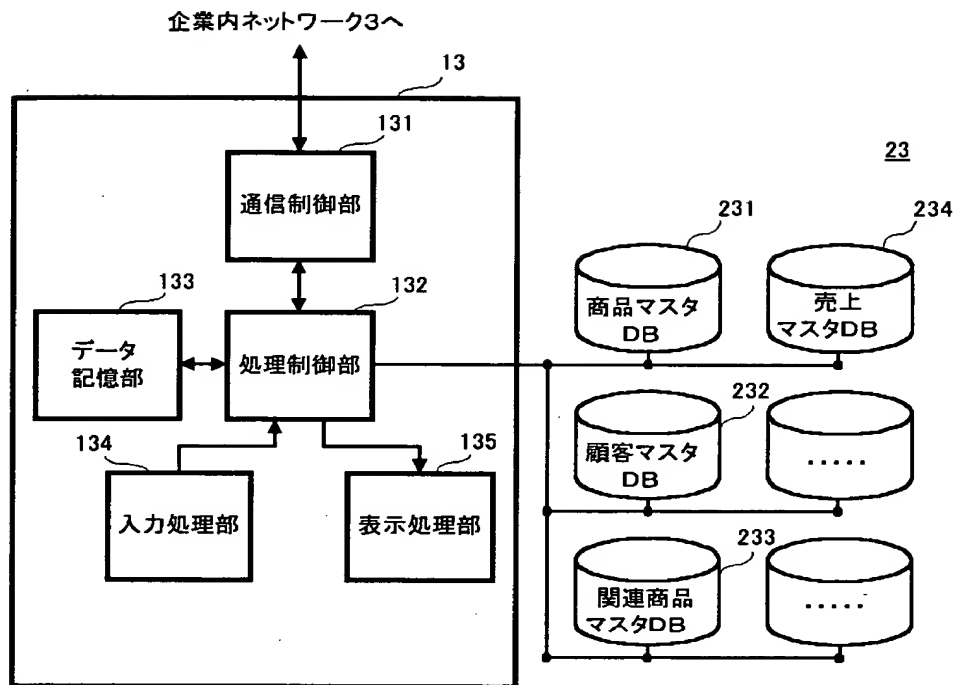 企業内ネットワーク3へ
13
131
通信制御部
23
231
商品マスタ
DB
234
売上
マスタDB
133
データ
記憶部
132
処理制御部
232
顧客マスタ
DB
.....
134
入力処理部
135
表示処理部
233
関連商品
マスタDB
.....